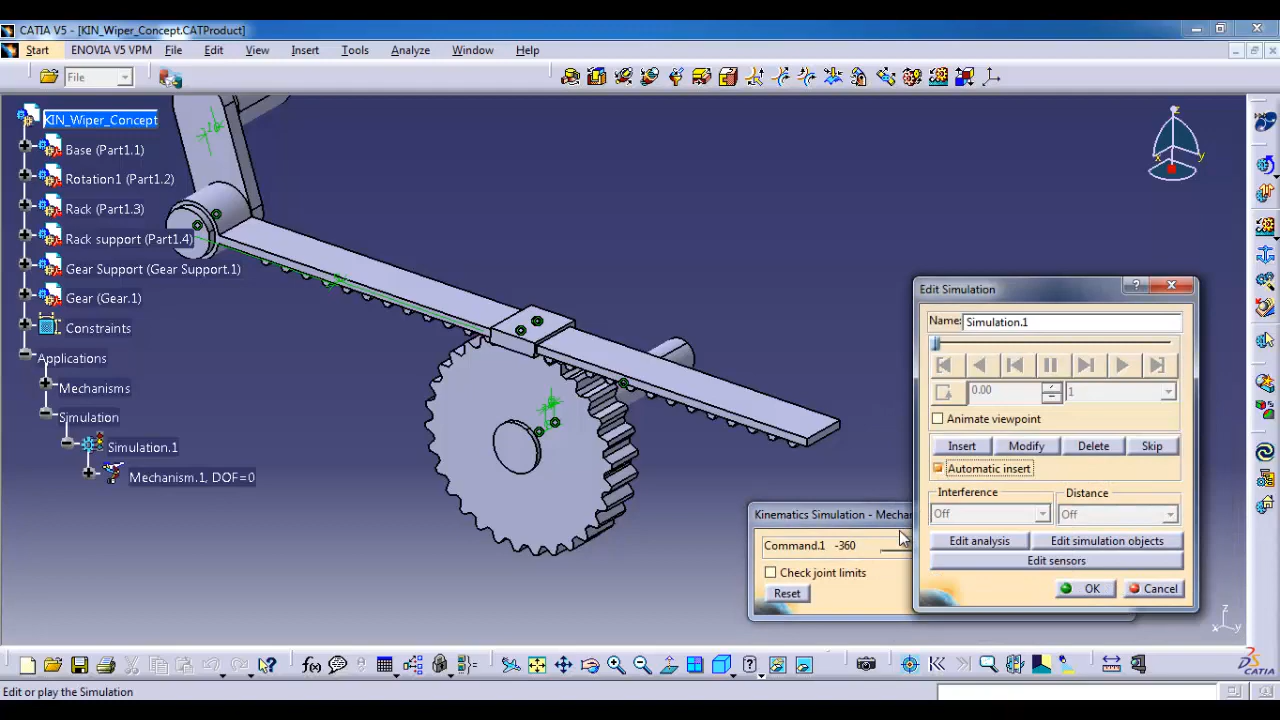 CATIA V5 - [KIN_Wiper_Concept.CATProduct]
Start ENOVIA V5 VPM File Edit View Insert Tools Analyze Window Help
File
KIN_Wiper_Concept
Base (Part1.1)
Rotation1 (Part1.2)
Rack (Part1.3)
Rack support (Part1.4)
Gear Support (Gear Support.1)
Gear (Gear.1)
Constraints
Applications
Mechanisms
Simulation
Simulation.1
Mechanism.1, DOF=0
z
x
y
Edit Simulation
Name: Simulation.1
0.00
1
Animate viewpoint
Insert Modify Delete Skip
Automatic insert
Interference Distance
Off Off
Edit analysis Edit simulation objects
Edit sensors
OK Cancel
Kinematics Simulation - Mechan
Command.1 -360
Check joint limits
Reset
z
x y
f(x)
CATIA
Edit or play the Simulation